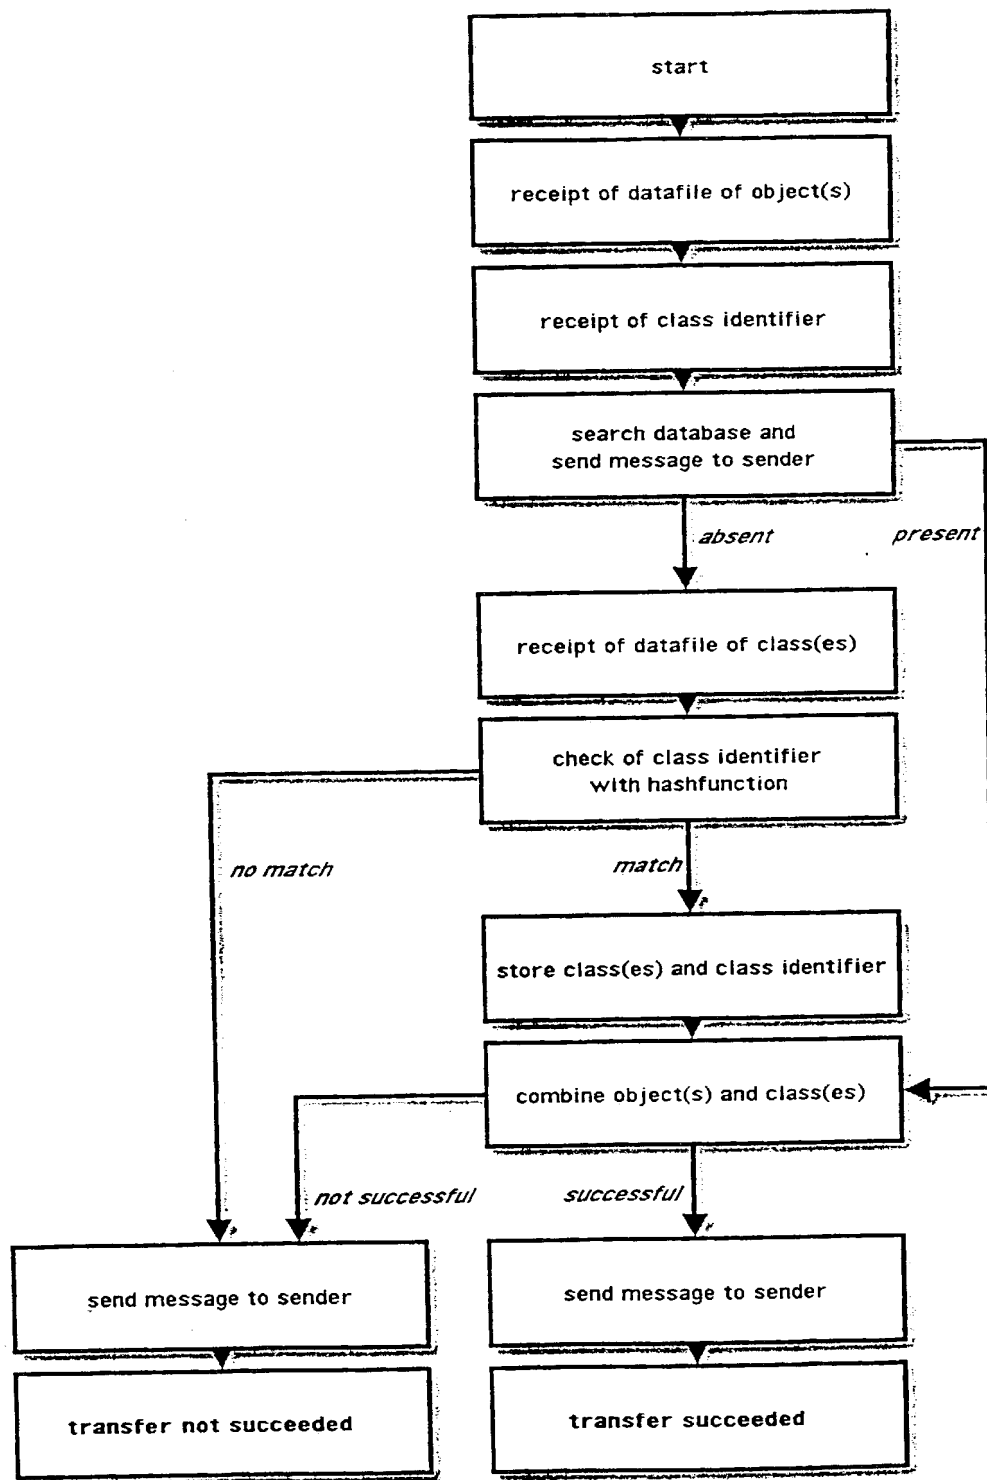 start
receipt of datafile of object(s)
receipt of class identifier
search database and
send message to sender
absent
present
receipt of datafile of class(es)
check of class identifier
with hashfunction
no match
match
store class(es) and class identifier
combine object(s) and class(es)
not successful
successful
send message to sender
send message to sender
transfer not succeeded
transfer succeeded